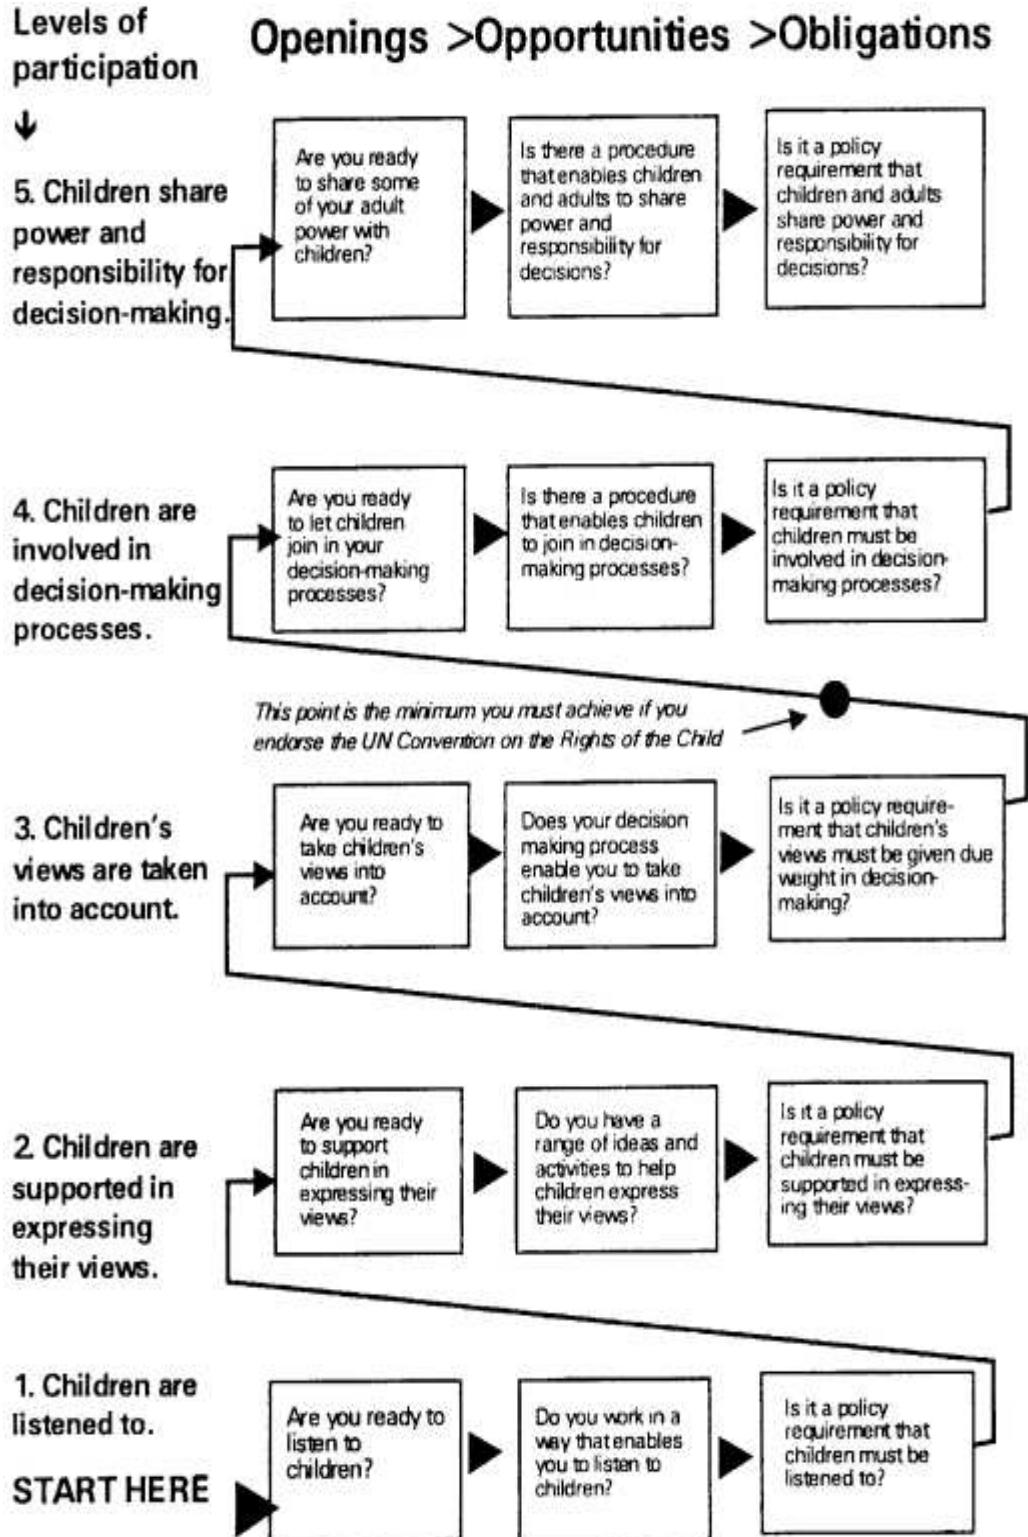 Levels of
participation
Openings >Opportunities >Obligations
5. Children share
power and
responsibility for
decision-making.
Are you ready
to share some
of your adult
power with
children?
Is there a procedure
that enables children
and adults to share
power and
responsibility for
decisions?
Is it a policy
requirement that
children and adults
share power and
responsibility for
decisions?
4. Children are
involved in
decision-making
processes.
Are you ready
to let children
join in your
decision-making
processes?
Is there a procedure
that enables children
to join in decision-
making processes?
Is it a policy
requirement that
children must be
involved in decision-
making processes?
This point is the minimum you must achieve if you
endorse the UN Convention on the Rights of the Child
3. Children's
views are taken
into account.
Are you ready to
take children's
views into
account?
Does your decision
making process
enable you to take
children's views into
account?
Is it a policy require-
ment that children's
views must be given due
weight in decision-
making?
2. Children are
supported in
expressing
their views.
Are you ready
to support
children in
expressing their
views?
Do you have a
range of ideas and
activities to help
children express
their views?
Is it a policy
requirement that
children must be
supported in express-
ing their views?
1. Children are
listened to.
START HERE
Are you ready to
listen to
children?
Do you work in a
way that enables
you to listen to
children?
Is it a policy
requirement that
children must be
listened to?